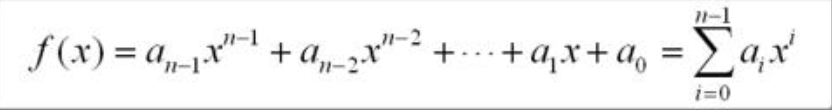 f(x) = a_{n-1}x^{n-1} + a_{n-2}x^{n-2} + ⋯ + a_1x + a_0 = \sum_{i=0}^{n-1} a_i x^i